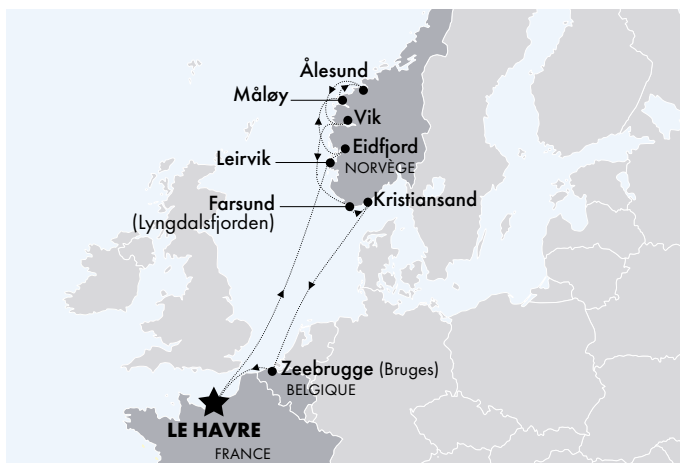 Ålesund
Måløy
Vik
Eidfjord
Leirvik
NORVÈGE
Farsund
Kristiansand
(Lyngdalsfjorden)
Zeebrugge (Bruges)
BELGIQUE
LE HAVRE
FRANCE